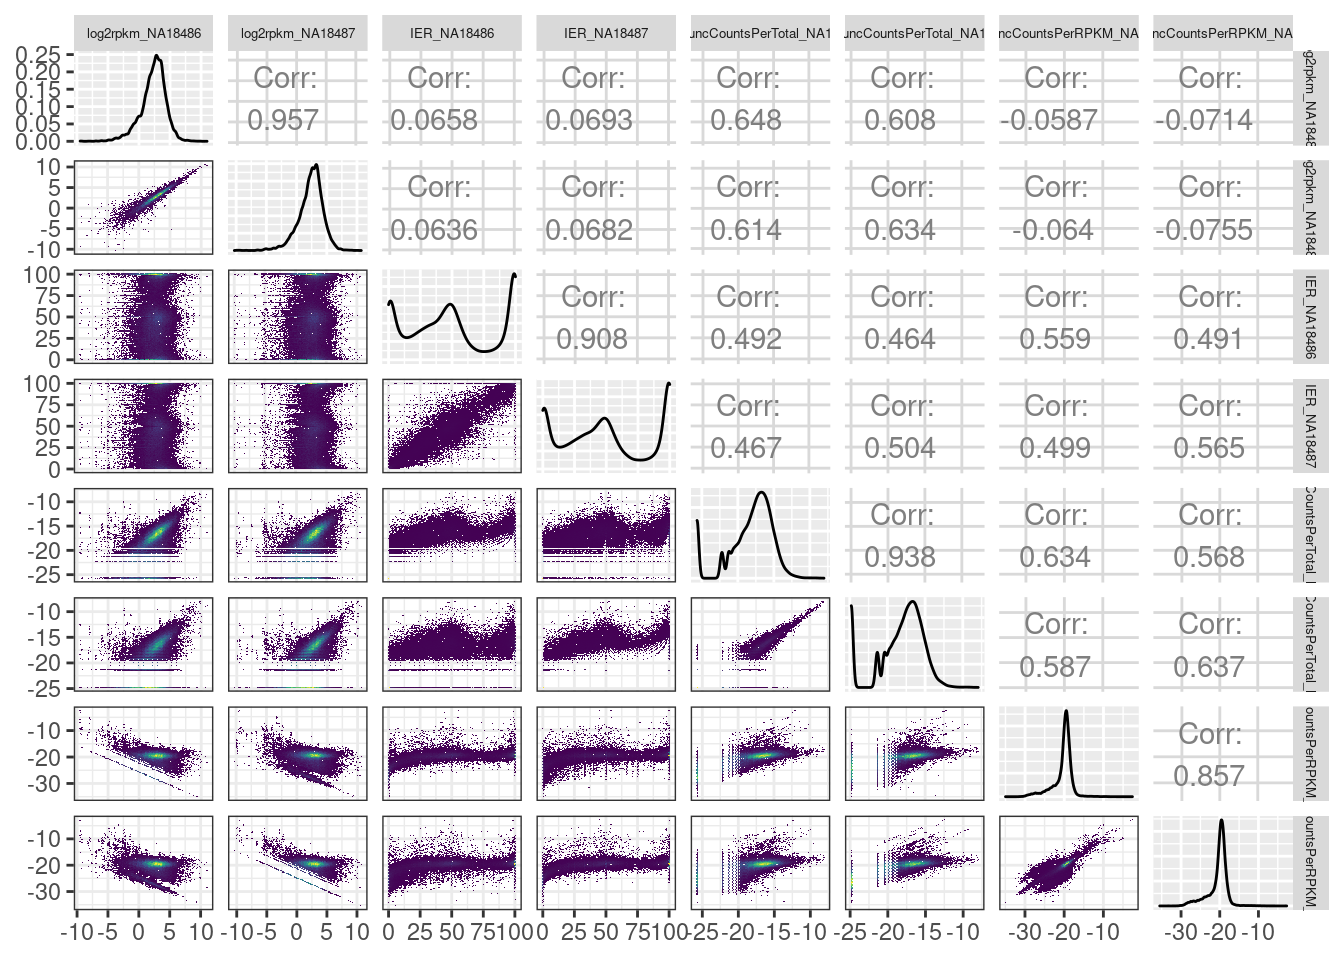 log2rpkm_NA18486 log2rpkm_NA18487 IER_NA18486 IER_NA18487 uncCountsPerTotal_NA1 uncCountsPerTotal_NA1 ncCountsPerRPKM_NA ncCountsPerRPKM_NA
0.25
0.20
0.15
0.10
0.05
0.00
Corr: Corr: Corr: Corr: Corr: Corr: Corr:
0.957 0.0658 0.0693 0.648 0.608 -0.0587 -0.0714
g2rpkm_NA1848
10
5
0
-5
-10
Corr: Corr: Corr: Corr: Corr: Corr:
0.0636 0.0682 0.614 0.634 -0.064 -0.0755
g2rpkm_NA1848
100
75
50
25
0
Corr: Corr: Corr: Corr: Corr:
0.908 0.492 0.464 0.559 0.491
IER_NA18486
100
75
50
25
0
Corr: Corr: Corr: Corr:
0.467 0.504 0.499 0.565
IER_NA18487
-10
-15
-20
-25
Corr: Corr: Corr:
0.938 0.634 0.568
CountsPerTotal_
-10
-15
-20
-25
Corr: Corr:
0.587 0.637
CountsPerTotal_
-10
-20
-30
Corr:
0.857
ountsPerRPKM_
-10
-20
-30
ountsPerRPKM_
-10 -5 0 5 10 -10 -5 0 5 10 0 25 50 75 100 0 25 50 75 100 -25 -20 -15 -10 -25 -20 -15 -10 -30 -20 -10 -30 -20 -10